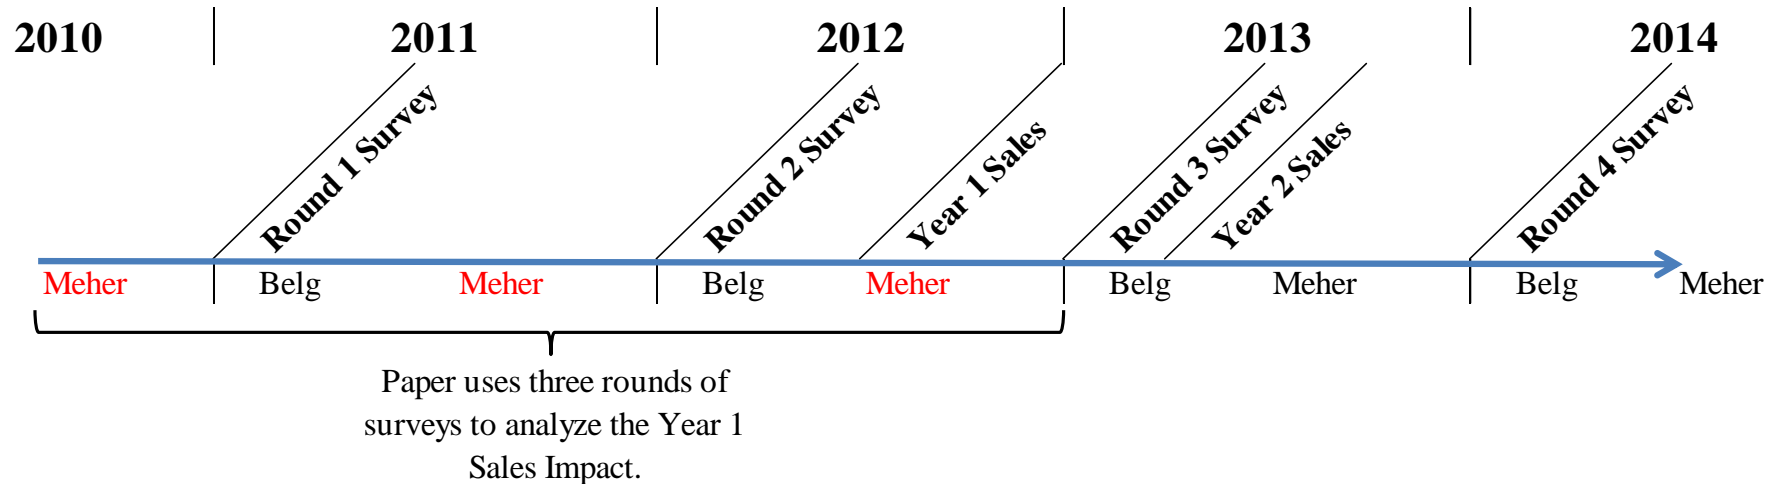 2010 2011 2012 2013 2014
Round 1 Survey
Round 2 Survey
Year 1 Sales
Round 3 Survey
Year 2 Sales
Round 4 Survey
Meher Belg Meher Belg Meher Belg Meher Belg Meher
Paper uses three rounds of
surveys to analyze the Year 1
Sales Impact.